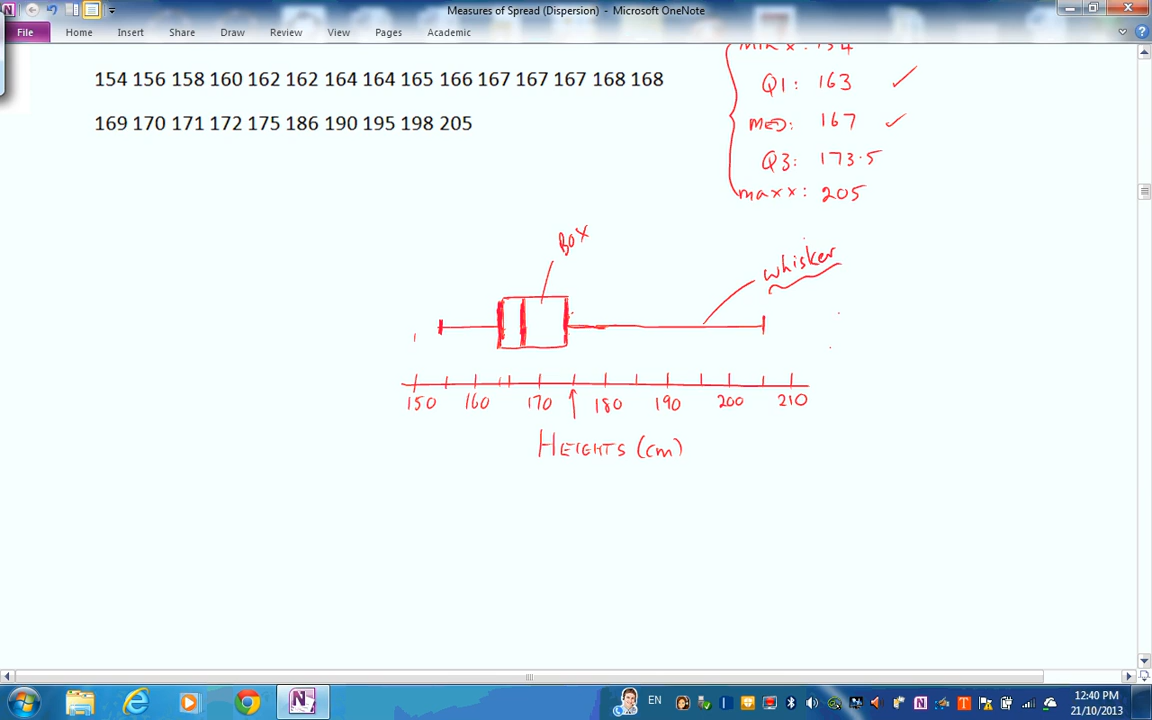 Measures of Spread (Dispersion) - Microsoft OneNote
File Home Insert Share Draw Review View Pages Academic
154 156 158 160 162 162 164 164 165 166 167 167 167 168 168
169 170 171 172 175 186 190 195 198 205
min x: 154
Q1: 163
MED: 167
Q3: 173.5
max x: 205
BOX
whisker
150 160 170 180 190 200 210
HEIGHTS (cm)
EN
12:40 PM
21/10/2013